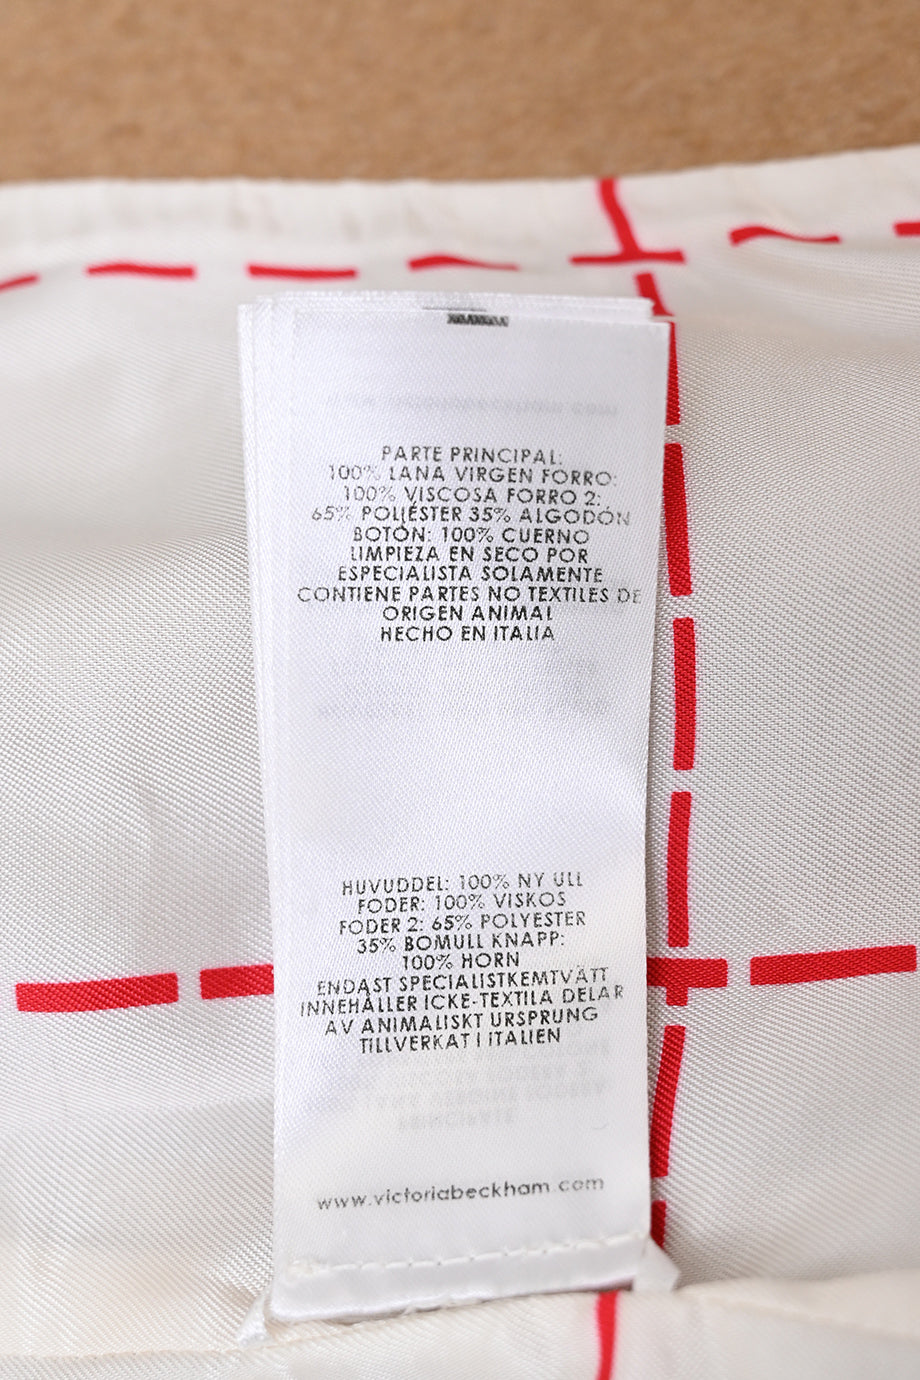 PARTE PRINCIPAL:
100% LANA VIRGEN FORRO:
100% VISCOSA FORRO 2:
65% POLIÉSTER 35% ALGODÓN
BOTÓN: 100% CUERNO
LIMPIEZA EN SECO POR
ESPECIALISTA SOLAMENTE
CONTIENE PARTES NO TEXTILES DE
ORIGEN ANIMAL
HECHO EN ITALIA
HUVUDDEL: 100% NY ULL
FODER: 100% VISKOS
FODER 2: 65% POLYESTER
35% BOMULL KNAPP:
100% HORN
ENDAST SPECIALISTKEMTVÄTT
INNEHÅLLER ICKE-TEXTILA DELAR
AV ANIMALISKT URSPRUNG
TILLVERKAT I ITALIEN
www.victoriabeckham.com